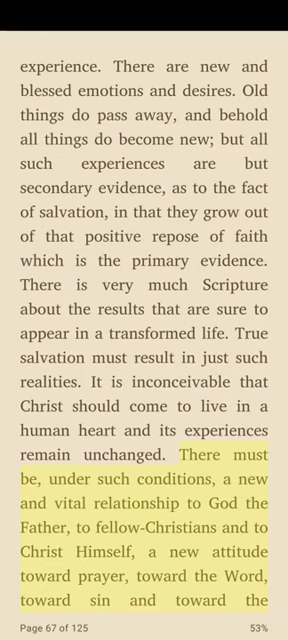 experience. There are new and
blessed emotions and desires. Old
things do pass away, and behold
all things do become new; but all
such experiences are but
secondary evidence, as to the fact
of salvation, in that they grow out
of that positive repose of faith
which is the primary evidence.
There is very much Scripture
about the results that are sure to
appear in a transformed life. True
salvation must result in just such
realities. It is inconceivable that
Christ should come to live in a
human heart and its experiences
remain unchanged. There must
be, under such conditions, a new
and vital relationship to God the
Father, to fellow-Christians and to
Christ Himself, a new attitude
toward prayer, toward the Word,
toward sin and toward the
Page 67 of 125 53%